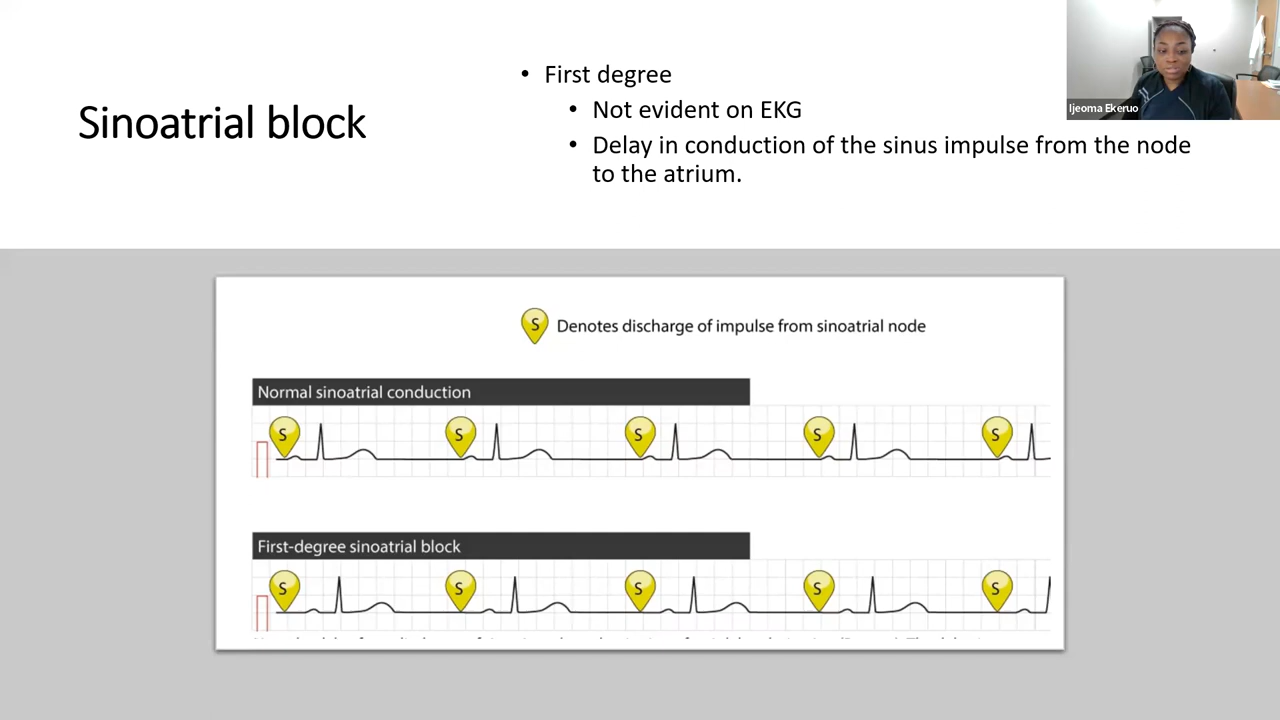 Sinoatrial block
• First degree
• Not evident on EKG
• Delay in conduction of the sinus impulse from the node
to the atrium.
Ijeoma Ekeruo
S Denotes discharge of impulse from sinoatrial node
Normal sinoatrial conduction
S S S S S
First-degree sinoatrial block
S S S S S